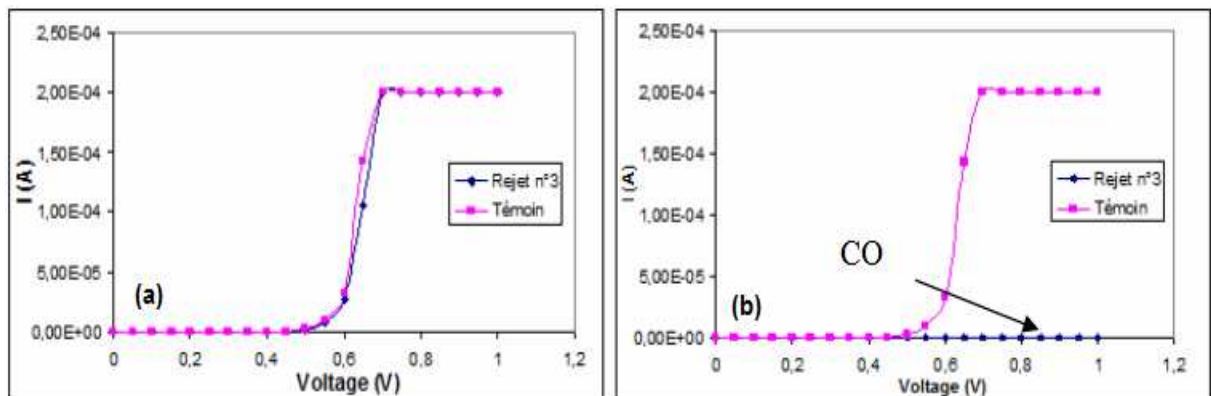 2,50E-04
2,00E-04
1,50E-04
1,00E-04
5,00E-05
0,00E+00
I (A)
Rejet n°3
Témoin
(a)
0 0,2 0,4 0,6 0,8 1 1,2
Voltage (V)
2,50E-04
2,00E-04
1,50E-04
1,00E-04
5,00E-05
0,00E+00
I (A)
Rejet n°3
Témoin
CO
(b)
0 0,2 0,4 0,6 0,8 1 1,2
Voltage (V)